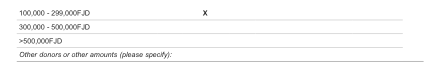 100,000 - 299,000FJD X
300,000 - 500,000FJD
>500,000FJD
Other donors or other amounts (please specify):